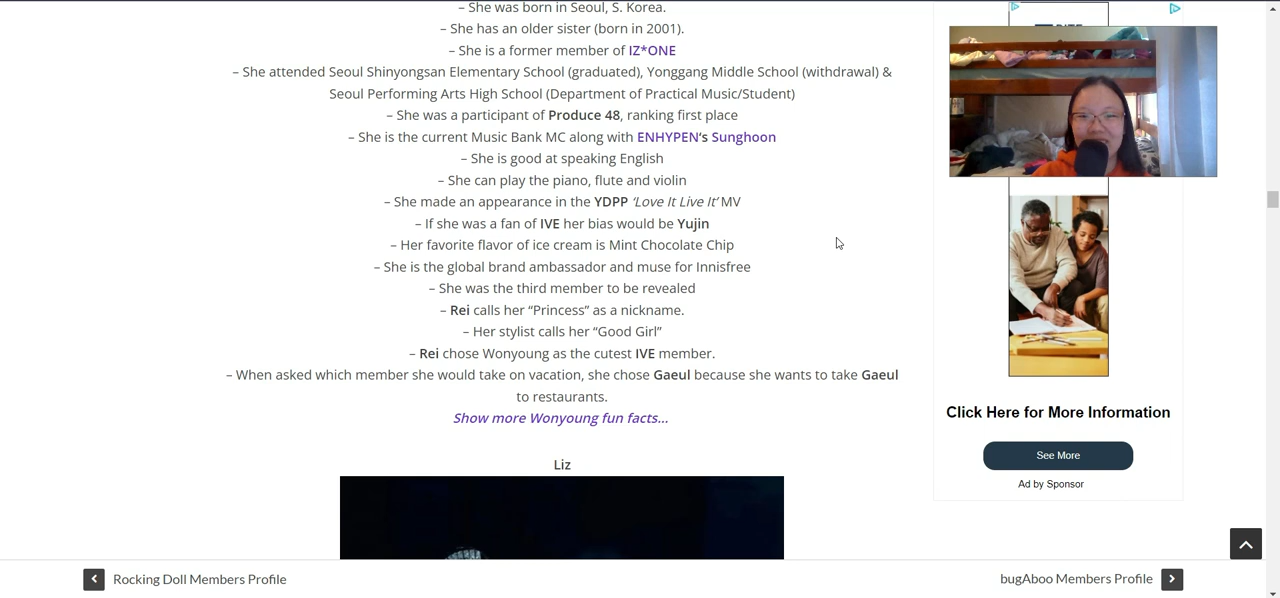 – She was born in Seoul, S. Korea.
– She has an older sister (born in 2001).
– She is a former member of IZ*ONE
– She attended Seoul Shinyongsan Elementary School (graduated), Yonggang Middle School (withdrawal) &
Seoul Performing Arts High School (Department of Practical Music/Student)
– She was a participant of Produce 48, ranking first place
– She is the current Music Bank MC along with ENHYPEN's Sunghoon
– She is good at speaking English
– She can play the piano, flute and violin
– She made an appearance in the YDPP ‘Love It Live It’ MV
– If she was a fan of IVE her bias would be Yujin
– Her favorite flavor of ice cream is Mint Chocolate Chip
– She is the global brand ambassador and muse for Innisfree
– She was the third member to be revealed
– Rei calls her “Princess” as a nickname.
– Her stylist calls her “Good Girl”
– Rei chose Wonyoung as the cutest IVE member.
– When asked which member she would take on vacation, she chose Gaeul because she wants to take Gaeul
to restaurants.
Show more Wonyoung fun facts...
Liz
Click Here for More Information
See More
Ad by Sponsor
Rocking Doll Members Profile
bugAboo Members Profile